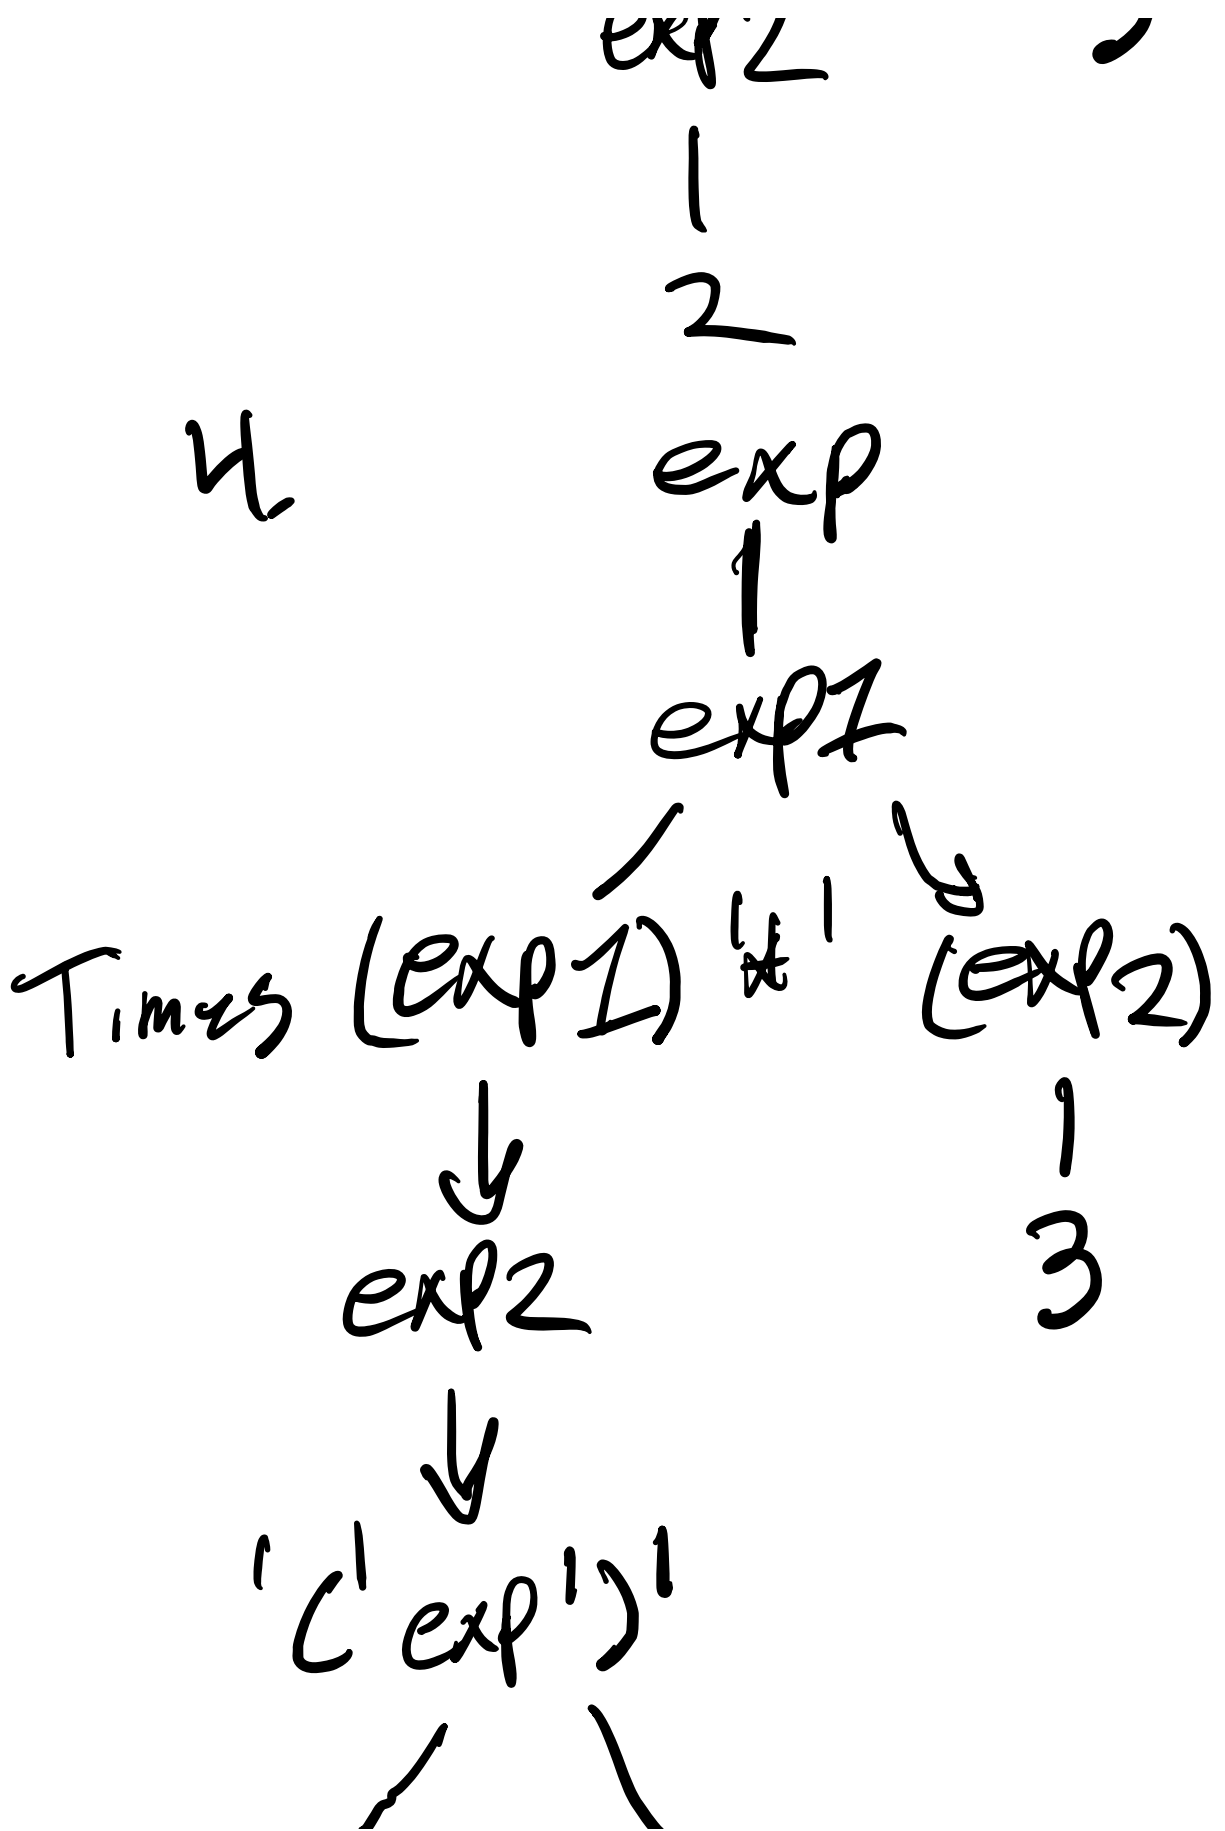 exp2
2
4. exp
exp1
Times (exp1) '*' (exp2)
exp2 3
'(' exp ')'